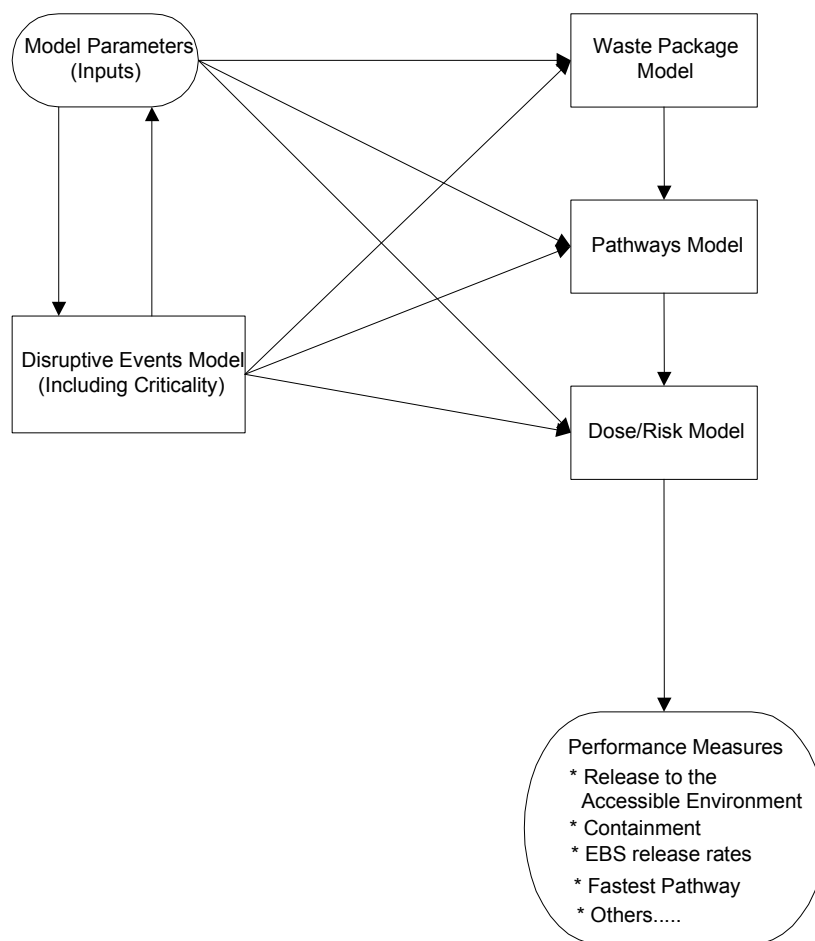 Model Parameters
(Inputs)
Waste Package
Model
Pathways Model
Disruptive Events Model
(Including Criticality)
Dose/Risk Model
Performance Measures
* Release to the
Accessible Environment
* Containment
* EBS release rates
* Fastest Pathway
* Others.....